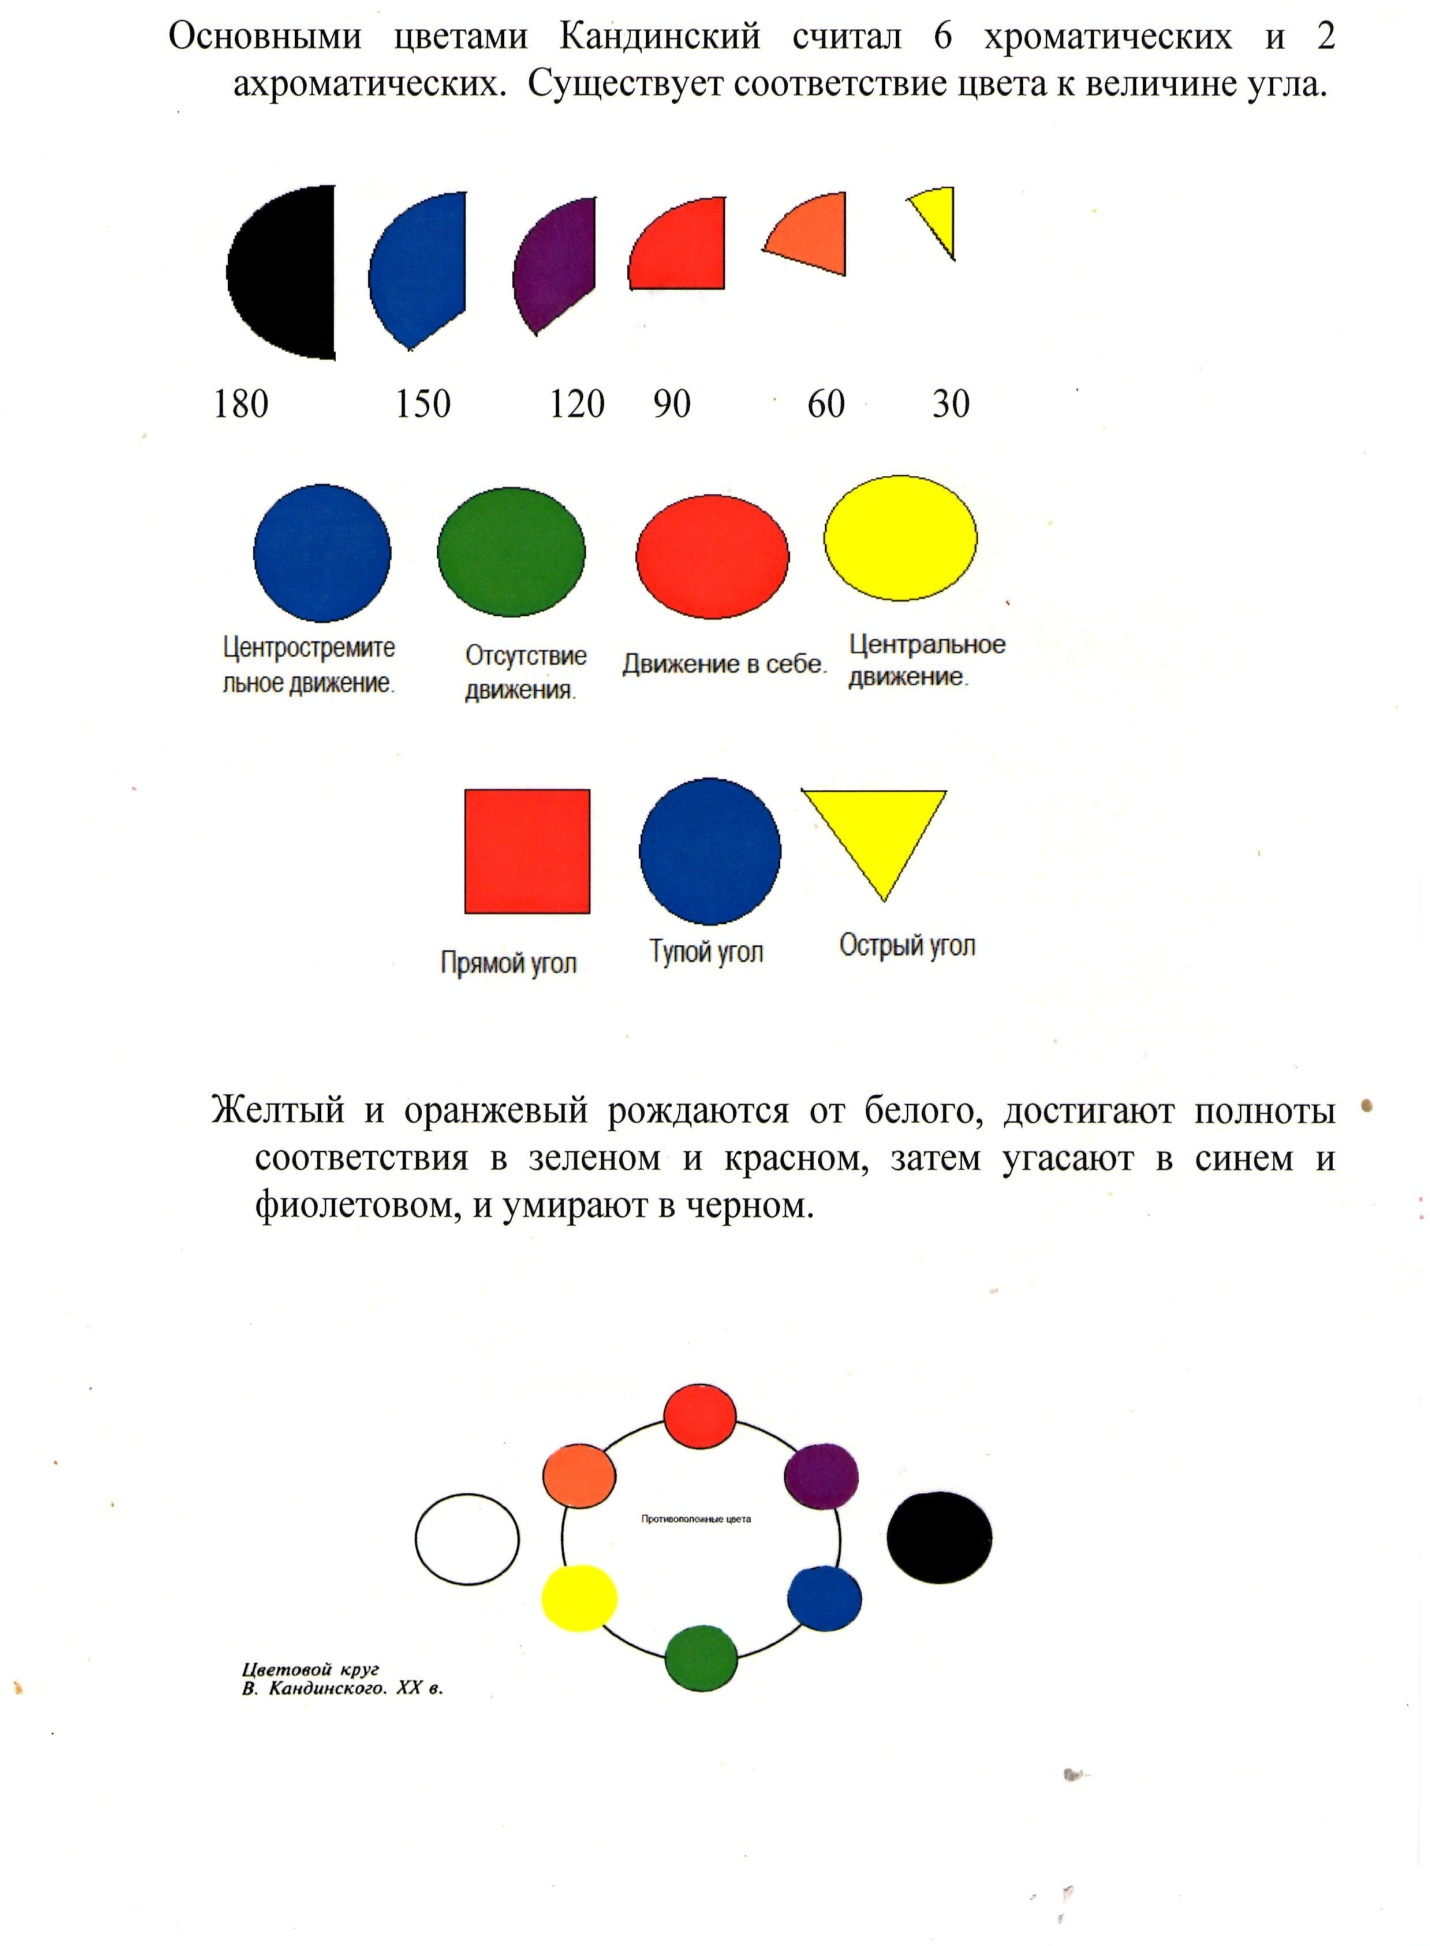 Основными цветами Кандинский считал 6 хроматических и 2
ахроматических. Существует соответствие цвета к величине угла.
180 150 120 90 60 30
Центростремите
льное движение.
Отсутствие
движения.
Движение в себе.
Центральное
движение.
Прямой угол
Тупой угол
Острый угол
Желтый и оранжевый рождаются от белого, достигают полноты
соответствия в зеленом и красном, затем угасают в синем и
фиолетовом, и умирают в черном.
Противоположные цвета
Цветовой круг
В. Кандинского. XX в.